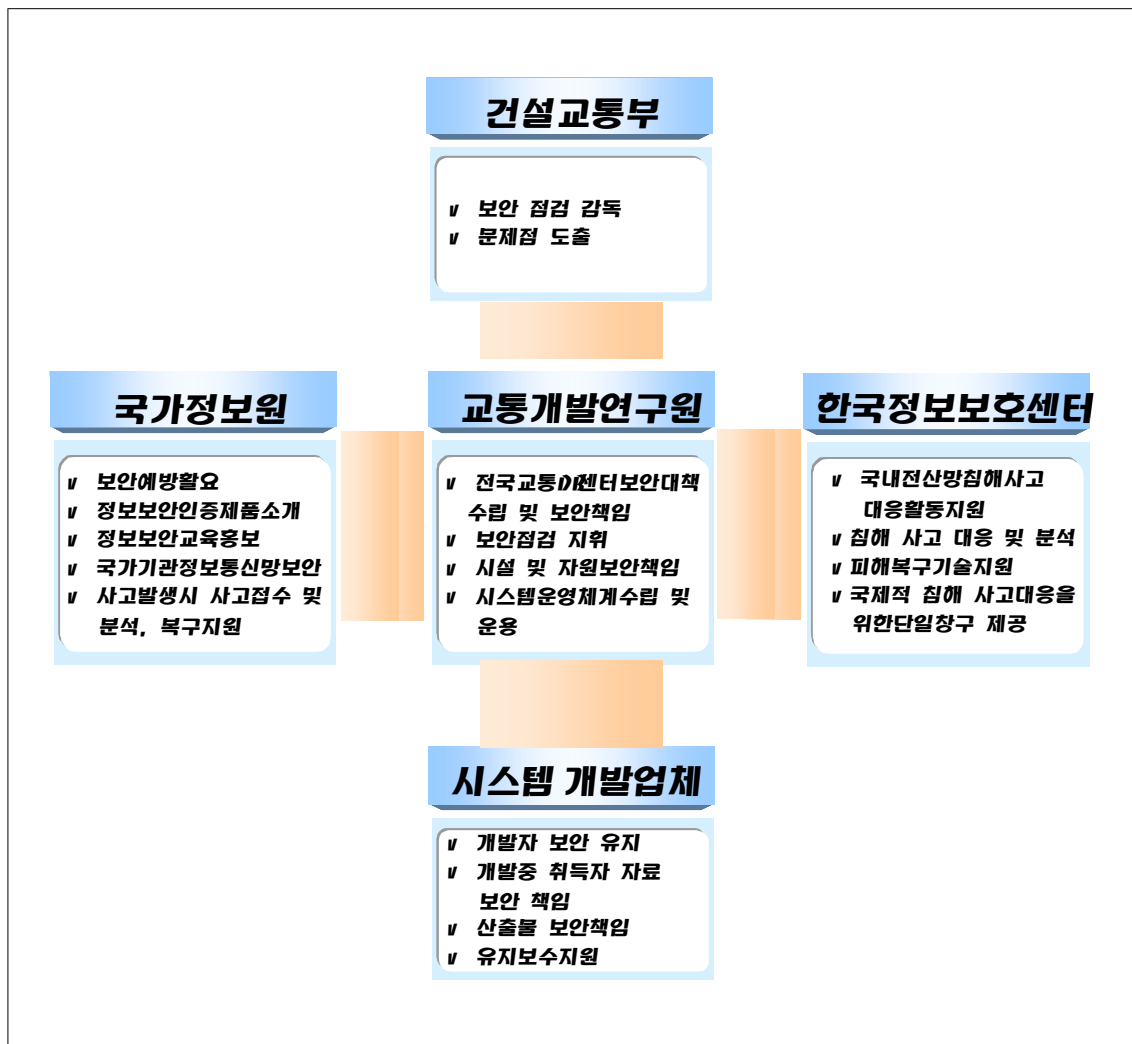 건설교통부
v 보안 점검 감독
v 문제점 도출
국가정보원
v 보안예방활요
v 정보보안인증제품소개
v 정보보안교육홍보
v 국가기관정보통신망보안
v 사고발생시 사고접수 및
분석, 복구지원
교통개발연구원
v 전국교통DB센터보안대책
수립 및 보안책임
v 보안점검 지휘
v 시설 및 자원보안책임
v 시스템운영체계수립 및
운용
한국정보보호센터
v 국내전산망침해사고
대응활동지원
v 침해 사고 대응 및 분석
v 피해복구기술지원
v 국제적 침해 사고대응을
위한단일창구 제공
시스템 개발업체
v 개발자 보안 유지
v 개발중 취득자 자료
보안 책임
v 산출물 보안책임
v 유지보수지원